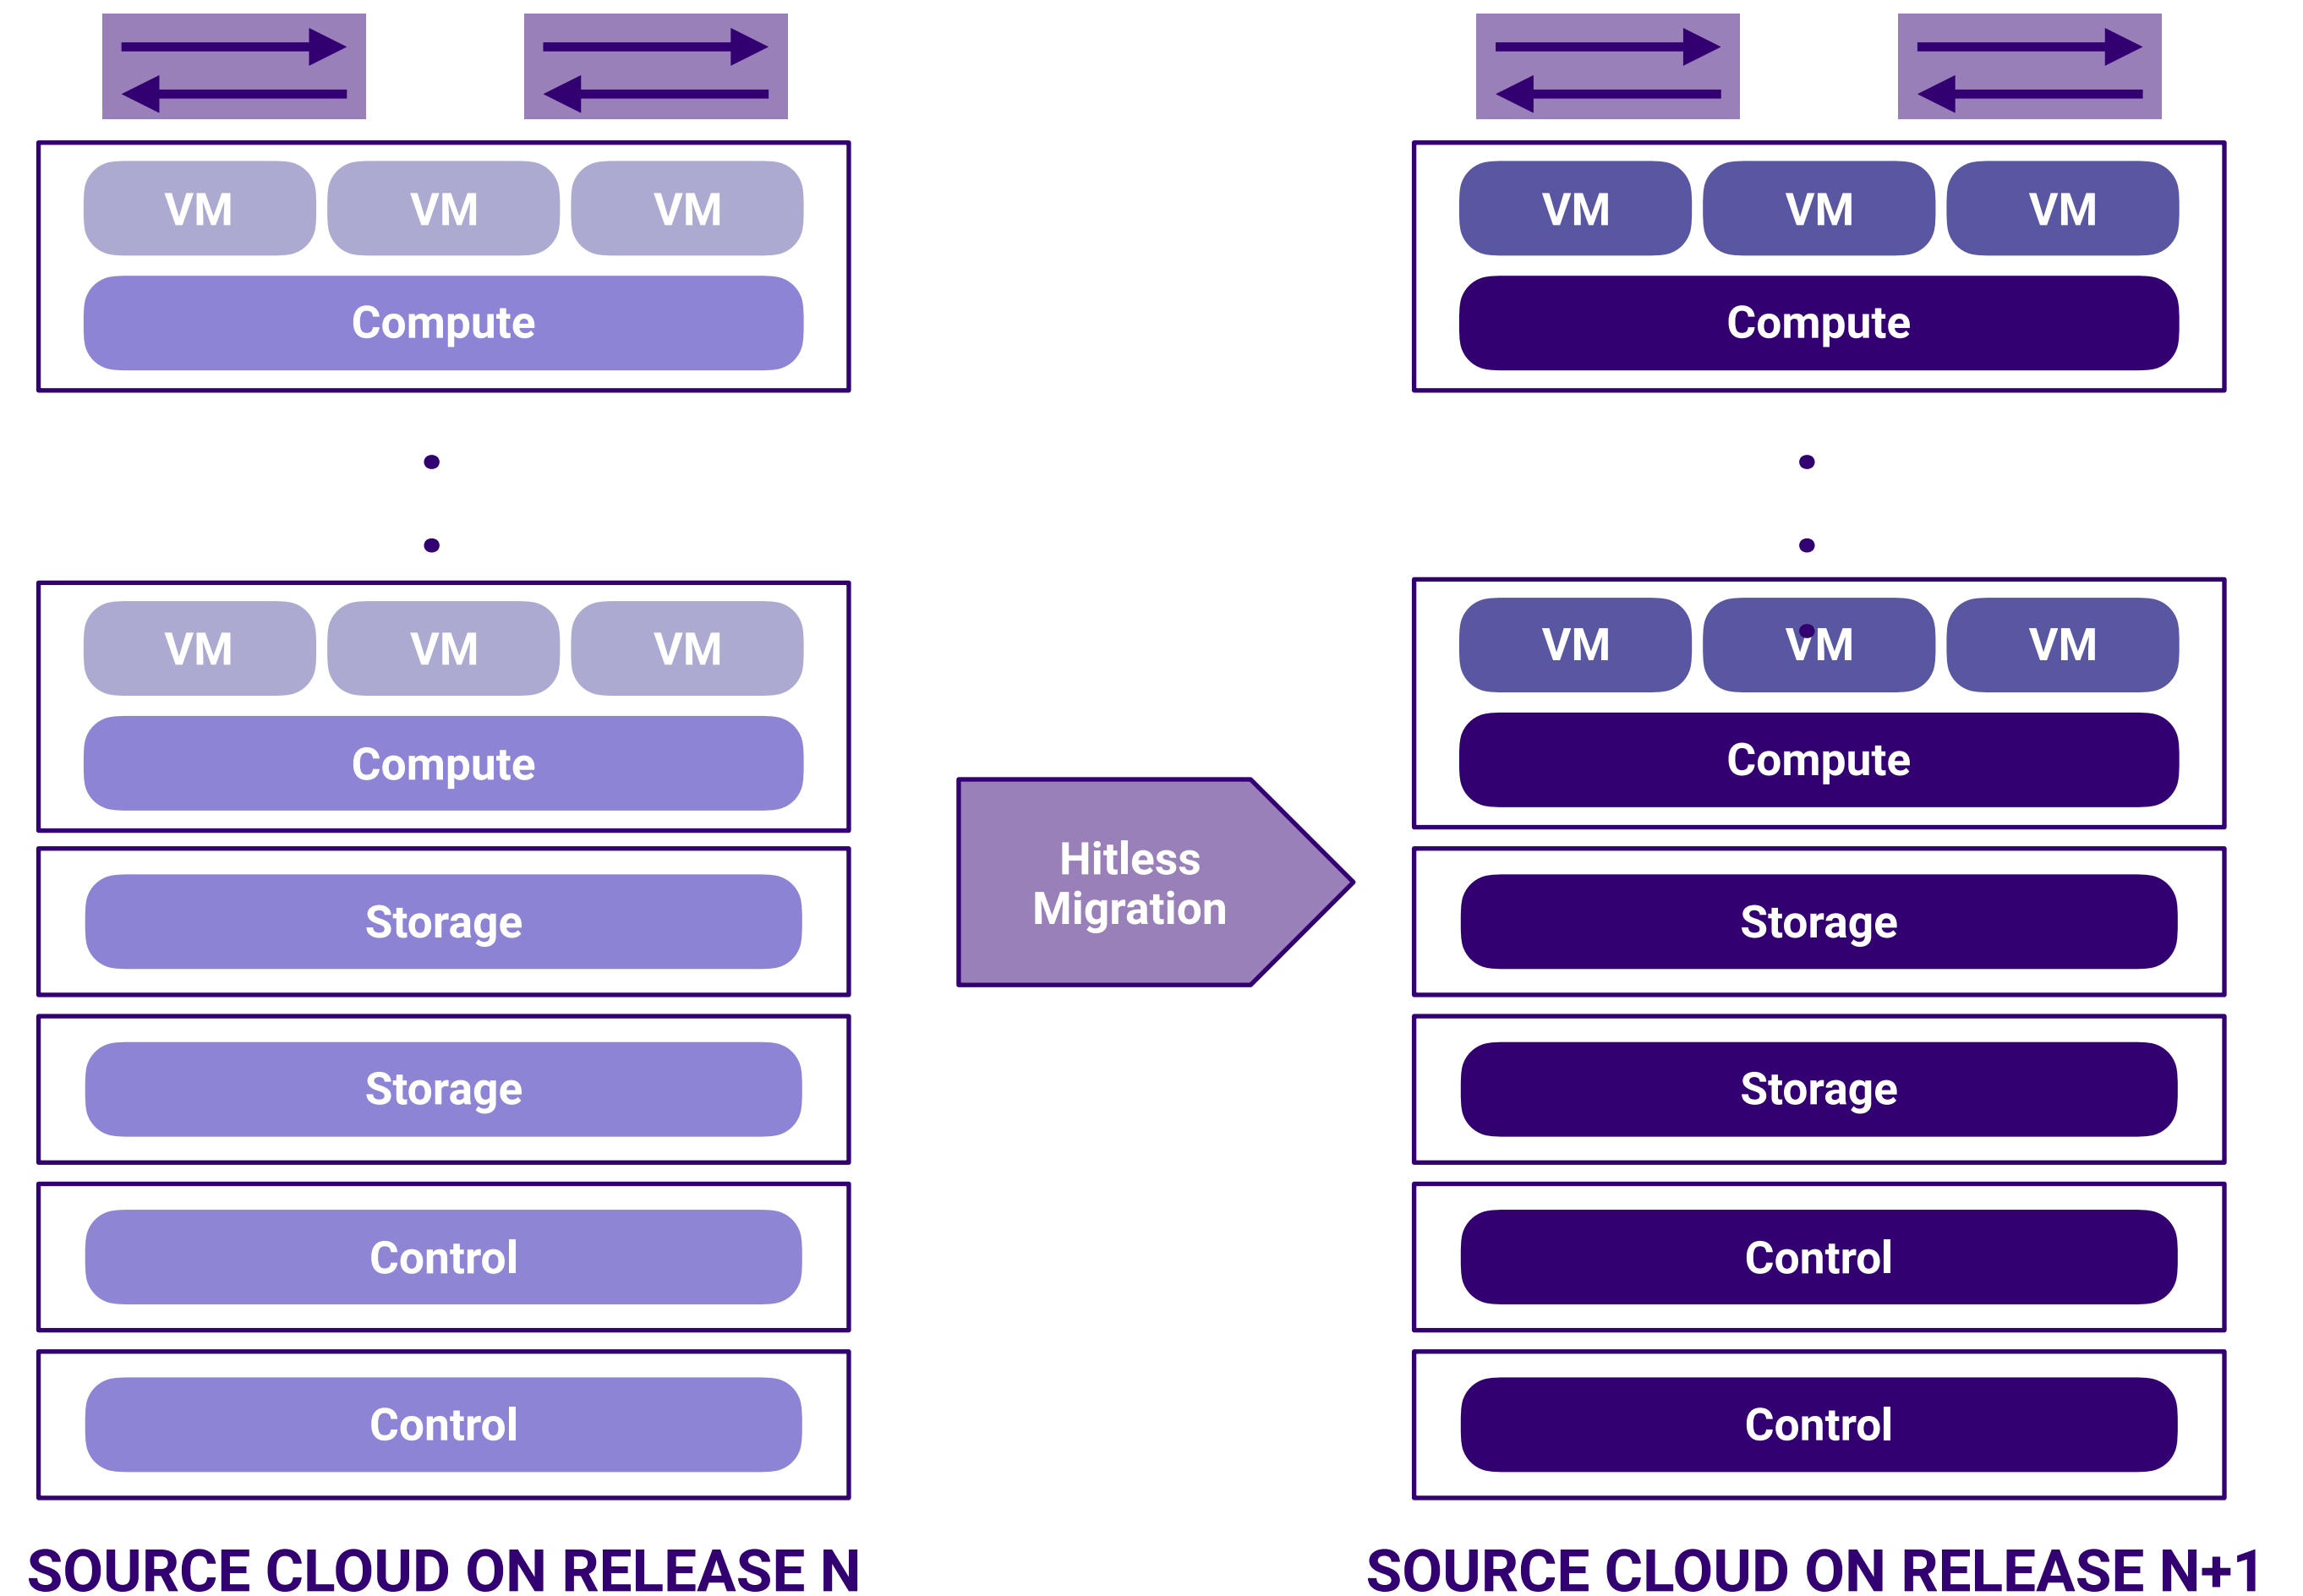 VM VM VM
Compute
VM VM VM
Compute
Storage
Storage
Control
Control
SOURCE CLOUD ON RELEASE N
Hitless
Migration
VM VM VM
Compute
VM VM VM
Compute
Storage
Storage
Control
Control
SOURCE CLOUD ON RELEASE N+1